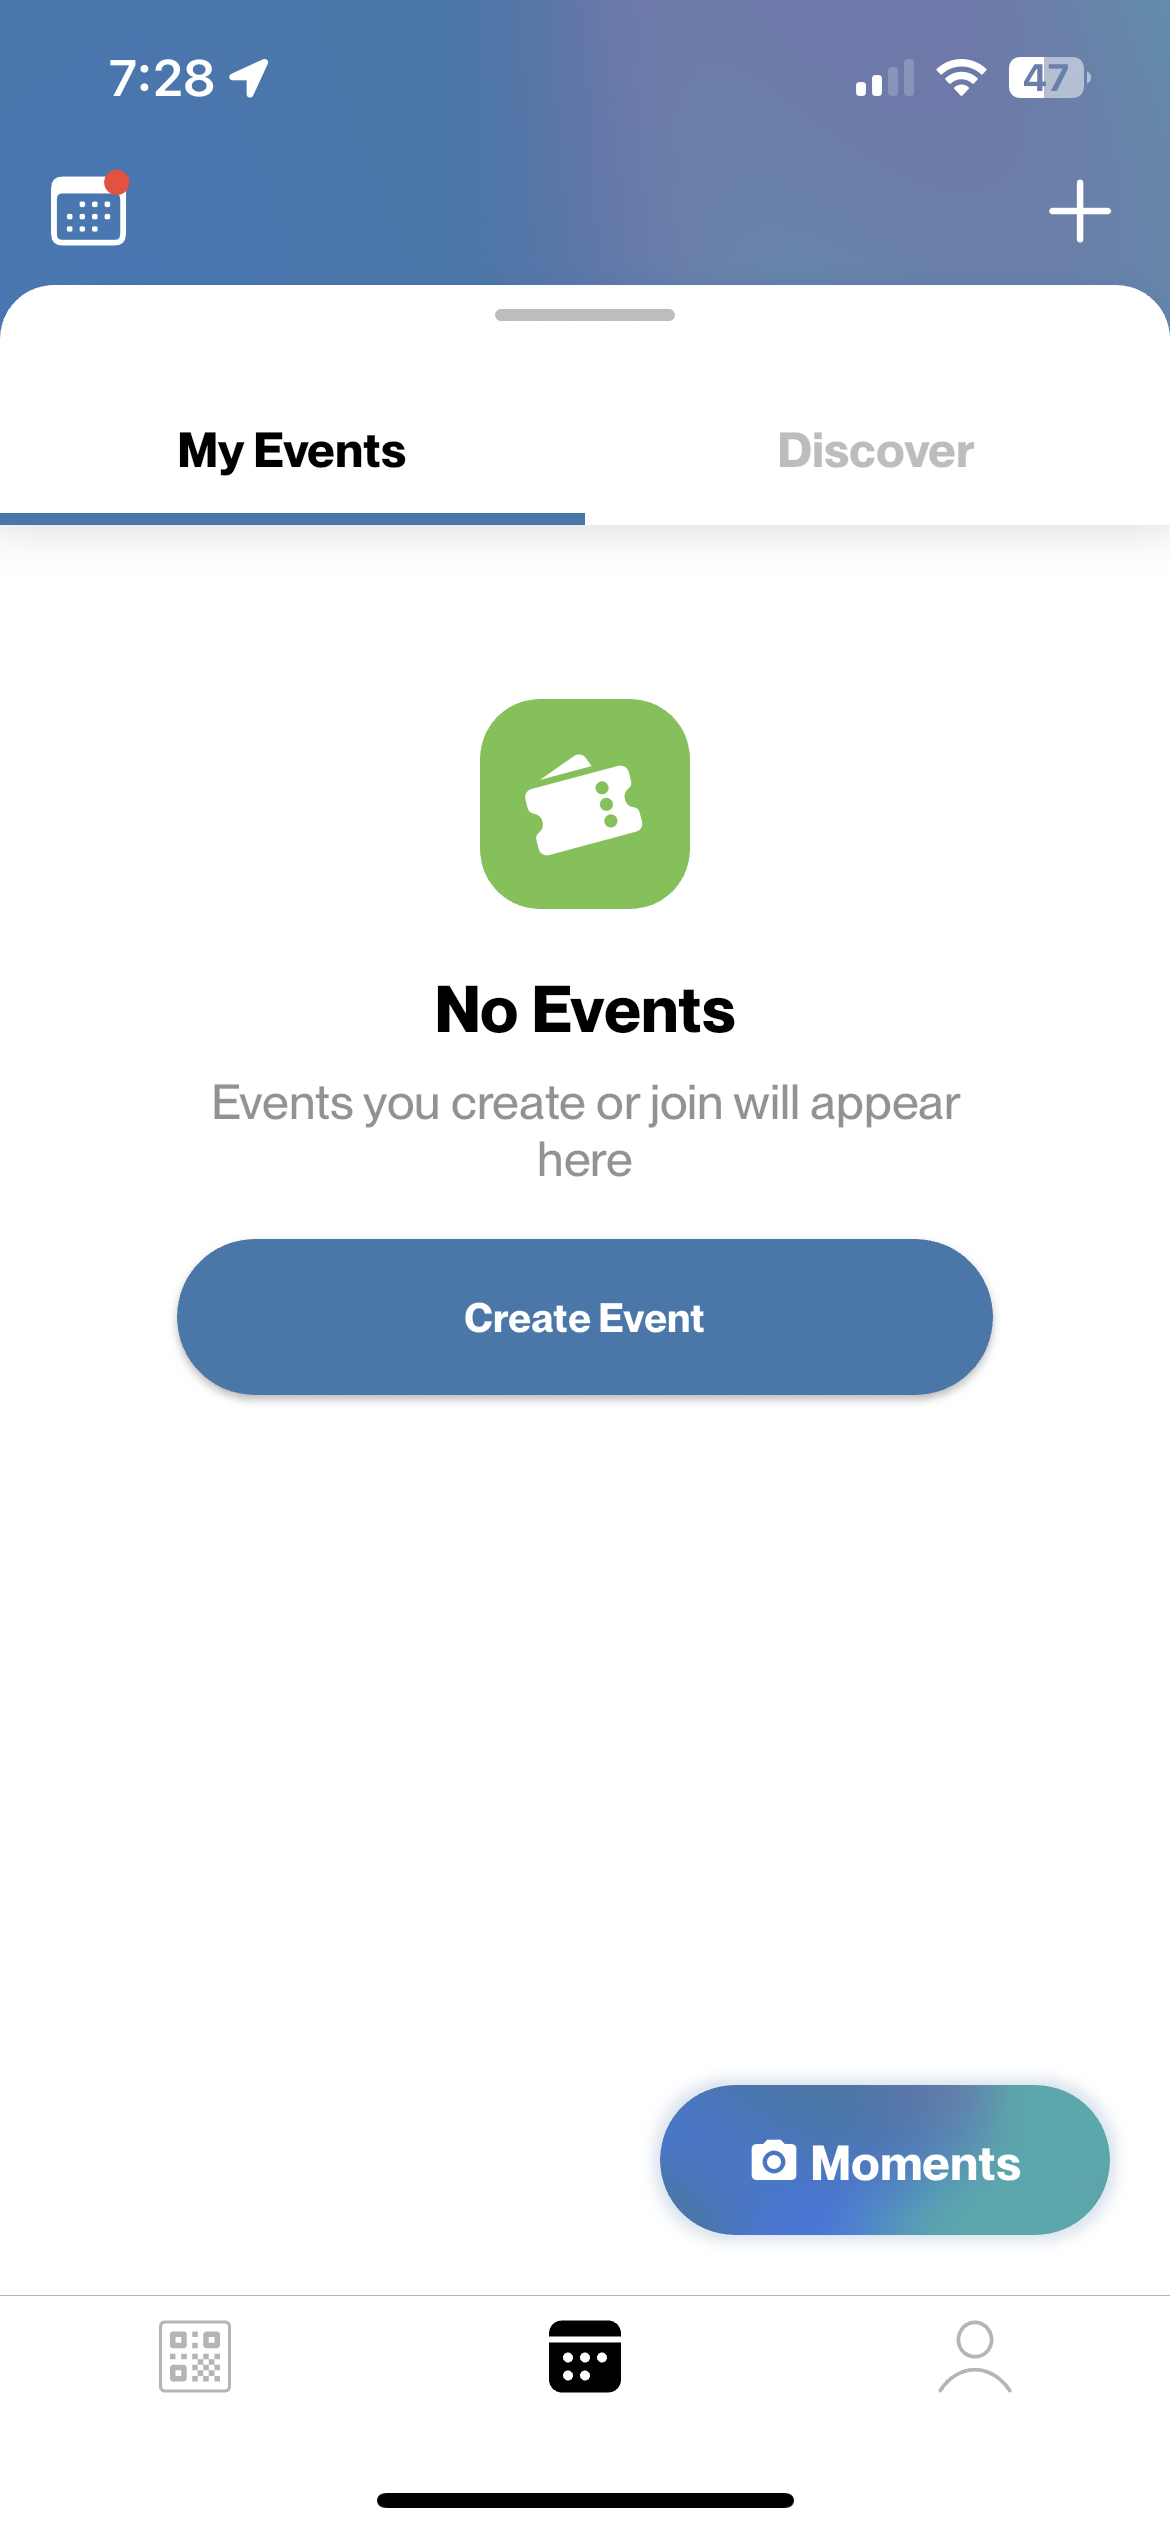 7:28
47
My Events
Discover
No Events
Events you create or join will appear
here
Create Event
Moments